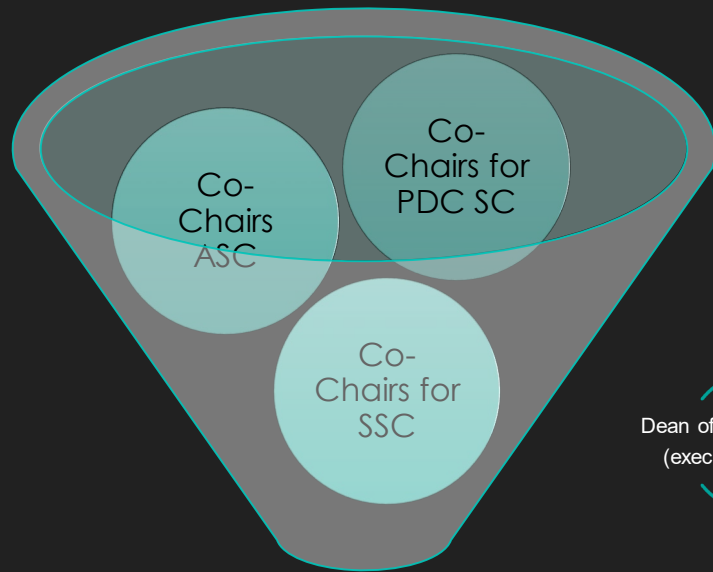 Co-
Chairs for
PDC SC
Co-
Chairs
ASC
Co-
Chairs for
SSC
Dean of
(exec